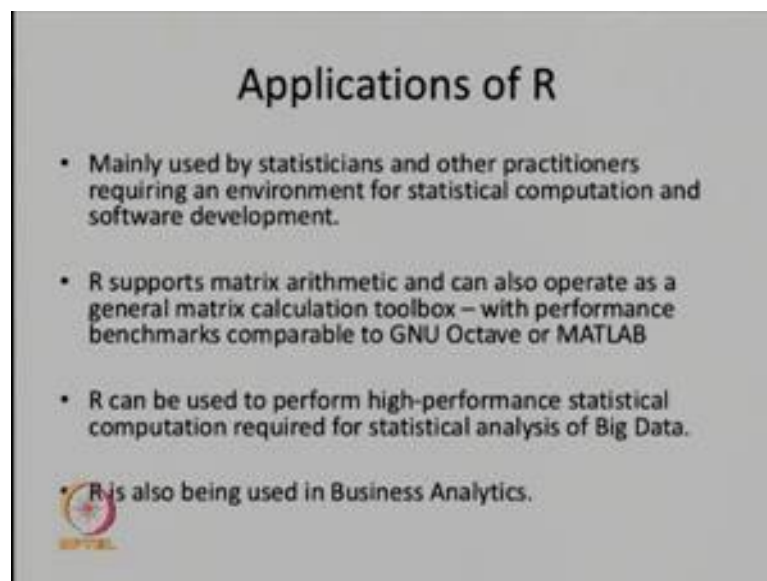 Applications of R
• Mainly used by statisticians and other practitioners
requiring an environment for statistical computation and
software development.
• R supports matrix arithmetic and can also operate as a
general matrix calculation toolbox – with performance
benchmarks comparable to GNU Octave or MATLAB
• R can be used to perform high-performance statistical
computation required for statistical analysis of Big Data.
• R is also being used in Business Analytics.
NPTEL